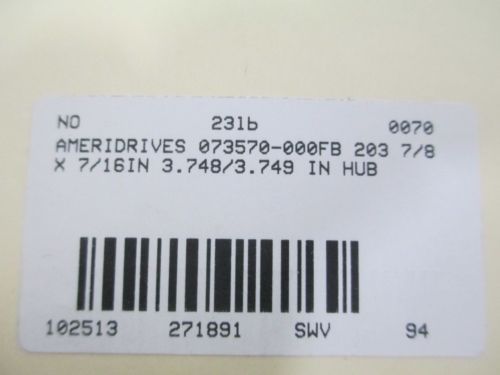 NO 231b 0070
AMERIDRIVES 073570-000FB 203 7/8
X 7/16IN 3.748/3.749 IN HUB
102513 271891 SWV 94